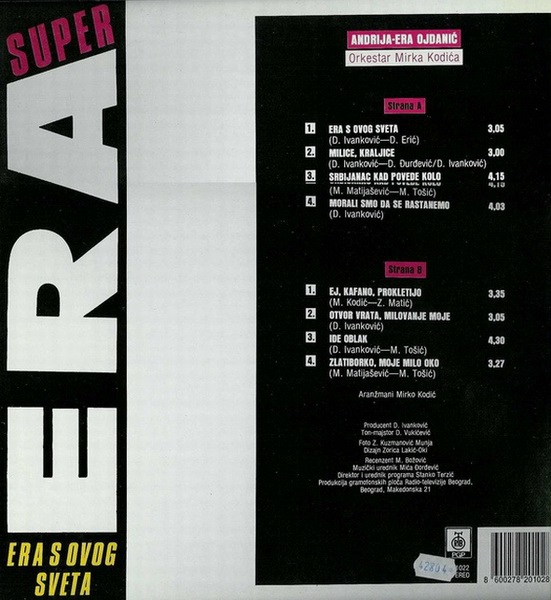 SUPER
ERA
ERA S OVOG
SVETA
ANDRIJA-ERA OJDANIĆ
Orkestar Mirka Kodića
Strana A
1. ERA S OVOG SVETA 3,05
(D. Ivanković—D. Erić)
2. MILICE, KRALJICE 3,00
(D. Ivanković—D. Đurđević/D. Ivanković)
3. SRBIJANAC KAD POVEDE KOLO 4,15
(M. Matijašević—M. Tošić)
4. MORALI SMO DA SE RASTANEMO 4,03
(D. Ivanković)
Strana B
1. EJ, KAFANO, PROKLETIJO 3,35
(M. Kodić—Z. Matić)
2. OTVOR VRATA, MILOVANJE MOJE 3,05
(D. Ivanković)
3. IDE OBLAK 4,30
(D. Ivanković—M. Tošić)
4. ZLATIBORKO, MOJE MILO OKO 3,27
(M. Matijašević—M. Tošić)
Aranžmani Mirko Kodić
Producent D. Ivanković
Ton-majstor D. Vukićević
Foto Z. Kuzmanović Munja
Dizajn Zorica Lakić-Oki
Recenzent M. Božović
Muzički urednik Mića Đorđević
Direktor i urednik programa Stanko Terzić
Produkcija gramofonskih ploča Radio-televizije Beograd,
Beograd, Makedonska 21
PGP
1022
STEREO
8 600278 201028